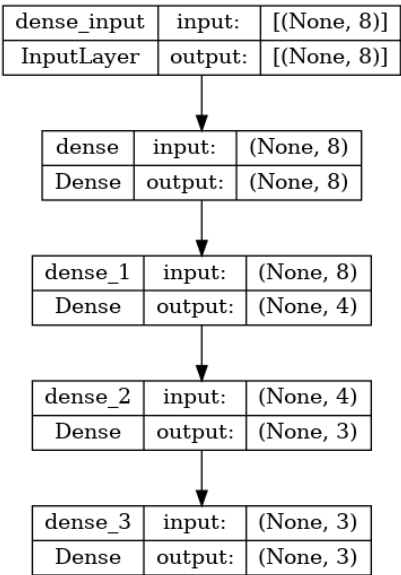 dense_input input: [(None, 8)]
InputLayer output: [(None, 8)]
dense input: (None, 8)
Dense output: (None, 8)
dense_1 input: (None, 8)
Dense output: (None, 4)
dense_2 input: (None, 4)
Dense output: (None, 3)
dense_3 input: (None, 3)
Dense output: (None, 3)